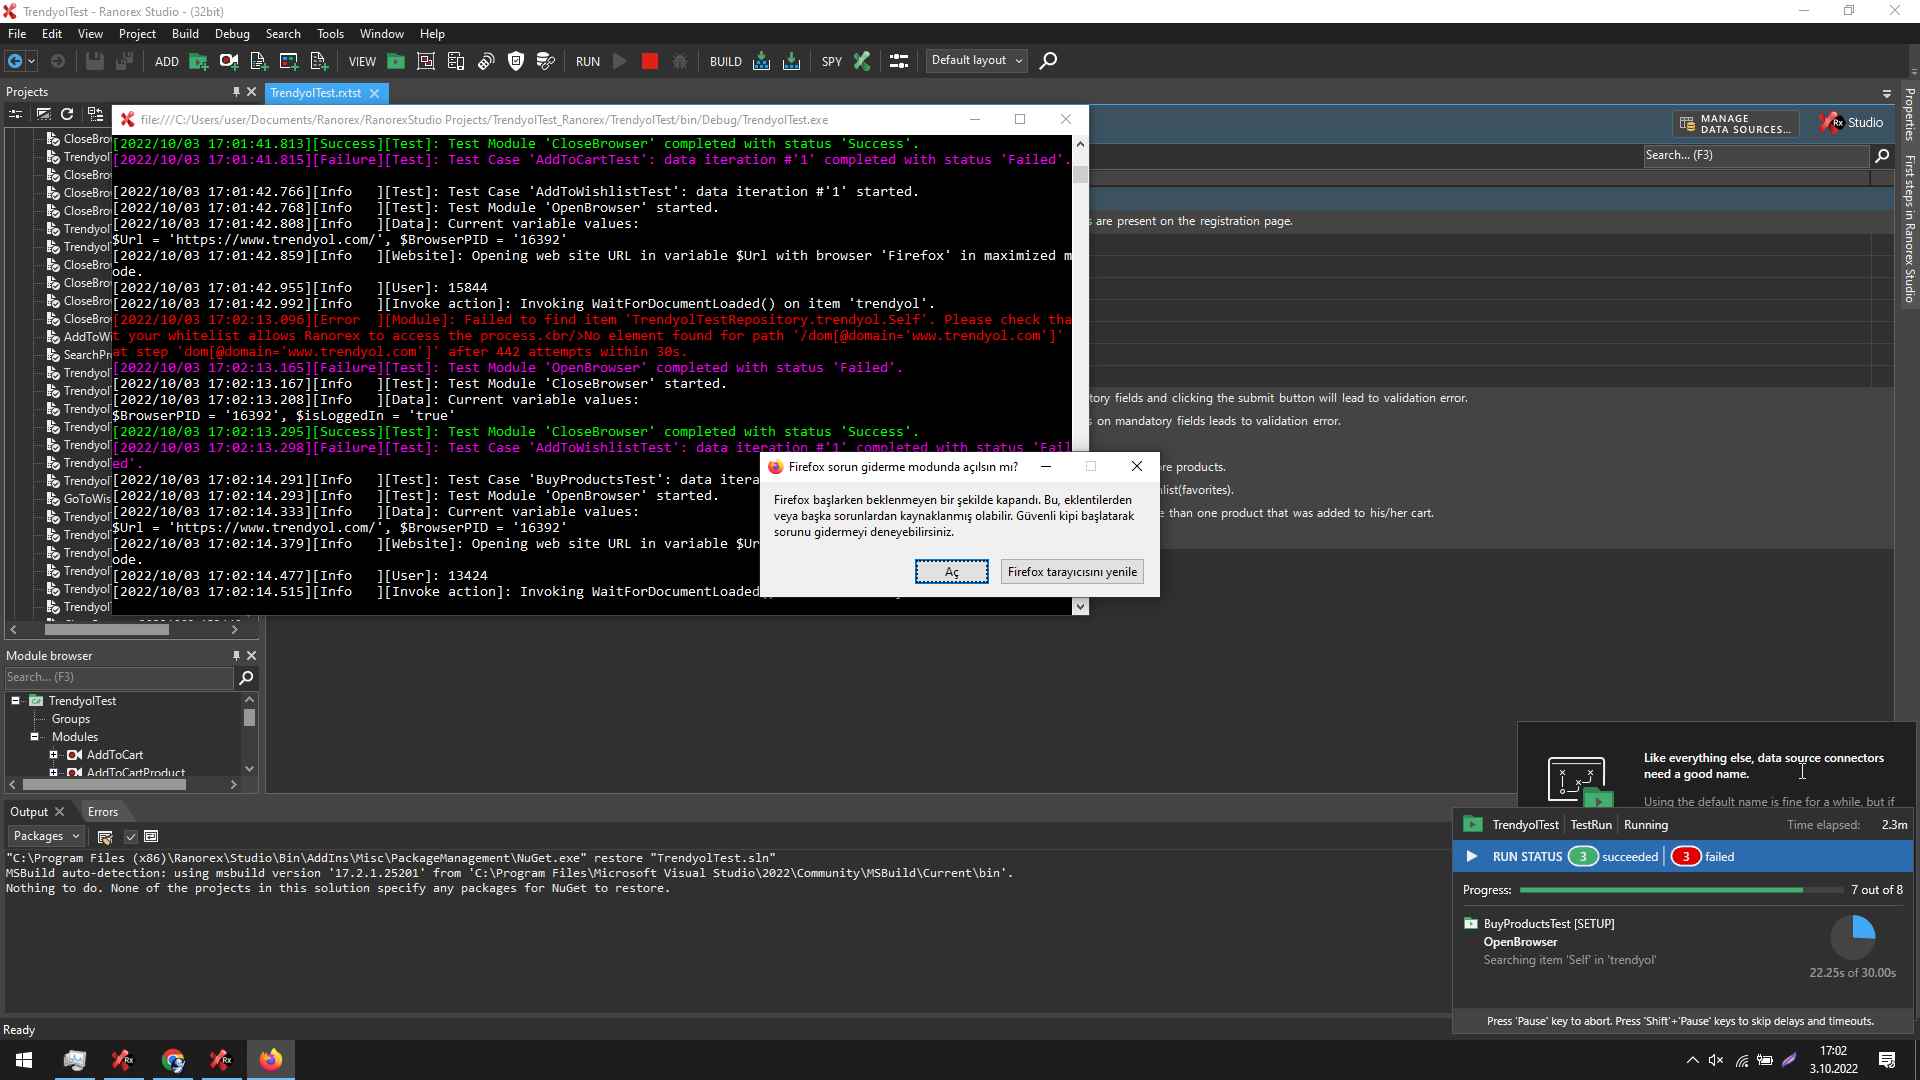 TrendyolTest - Ranorex Studio - (32bit)
File Edit View Project Build Debug Search Tools Window Help
ADD VIEW RUN BUILD SPY Default layout
Projects
TrendyolTest.rxtst
MANAGE
DATA SOURCES...
Studio
Search... (F3)
Properties
First steps in Ranorex Studio
CloseBrou
Trendyol
CloseBrou
CloseBrou
CloseBrou
Trendyol
Trendyol
CloseBrou
CloseBrou
CloseBrou
CloseBrou
AddToWi
SearchPro
Trendyol
Trendyol
Trendyol
Trendyol
Trendyol
Trendyol
Trendyol
GoToWis
Trendyol
Trendyol
Trendyol
Trendyol
Trendyol
Trendyol
file:///C:/Users/user/Documents/Ranorex/RanorexStudio Projects/TrendyolTest_Ranorex/TrendyolTest/bin/Debug/TrendyolTest.exe
[2022/10/03 17:01:41.813][Success][Test]: Test Module 'CloseBrowser' completed with status 'Success'.
[2022/10/03 17:01:41.815][Failure][Test]: Test Case 'AddToCartTest': data iteration #'1' completed with status 'Failed'.
[2022/10/03 17:01:42.766][Info   ][Test]: Test Case 'AddToWishlistTest': data iteration #'1' started.
[2022/10/03 17:01:42.768][Info   ][Test]: Test Module 'OpenBrowser' started.
[2022/10/03 17:01:42.808][Info   ][Data]: Current variable values:
$Url = 'https://www.trendyol.com/', $BrowserPID = '16392'
[2022/10/03 17:01:42.859][Info   ][Website]: Opening web site URL in variable $Url with browser 'Firefox' in maximized m
ode.
[2022/10/03 17:01:42.955][Info   ][User]: 15844
[2022/10/03 17:01:42.992][Info   ][Invoke action]: Invoking WaitForDocumentLoaded() on item 'trendyol'.
[2022/10/03 17:02:13.096][Error  ][Module]: Failed to find item 'TrendyolTestRepository.trendyol.Self'. Please check tha
t your whitelist allows Ranorex to access the process.<br/>No element found for path '/dom[@domain='www.trendyol.com']'
at step 'dom[@domain='www.trendyol.com']' after 442 attempts within 30s.
[2022/10/03 17:02:13.165][Failure][Test]: Test Module 'OpenBrowser' completed with status 'Failed'.
[2022/10/03 17:02:13.167][Info   ][Test]: Test Module 'CloseBrowser' started.
[2022/10/03 17:02:13.208][Info   ][Data]: Current variable values:
$BrowserPID = '16392', $isLoggedIn = 'true'
[2022/10/03 17:02:13.295][Success][Test]: Test Module 'CloseBrowser' completed with status 'Success'.
[2022/10/03 17:02:13.298][Failure][Test]: Test Case 'AddToWishlistTest': data iteration #'1' completed with status 'Fail
ed'.
[2022/10/03 17:02:14.291][Info   ][Test]: Test Case 'BuyProductsTest': data itera
[2022/10/03 17:02:14.293][Info   ][Test]: Test Module 'OpenBrowser' started.
[2022/10/03 17:02:14.333][Info   ][Data]: Current variable values:
$Url = 'https://www.trendyol.com/', $BrowserPID = '16392'
[2022/10/03 17:02:14.379][Info   ][Website]: Opening web site URL in variable $Ur
ode.
[2022/10/03 17:02:14.477][Info   ][User]: 13424
[2022/10/03 17:02:14.515][Info   ][Invoke action]: Invoking WaitForDocumentLoaded
s are present on the registration page.
tory fields and clicking the submit button will lead to validation error.
s on mandatory fields leads to validation error.
re products.
hlist(favorites).
e than one product that was added to his/her cart.
Firefox sorun giderme modunda açılsın mı?
Firefox başlarken beklenmeyen bir şekilde kapandı. Bu, eklentilerden
veya başka sorunlardan kaynaklanmış olabilir. Güvenli kipi başlatarak
sorunu gidermeyi deneyebilirsiniz.
Aç Firefox tarayıcısını yenile
Module browser
Search... (F3)
TrendyolTest
Groups
Modules
AddToCart
AddToCartProduct
Output Errors
Packages
"C:\Program Files (x86)\Ranorex\Studio\Bin\AddIns\Misc\PackageManagement\NuGet.exe" restore "TrendyolTest.sln"
MSBuild auto-detection: using msbuild version '17.2.1.25201' from 'C:\Program Files\Microsoft Visual Studio\2022\Community\MSBuild\Current\bin'.
Nothing to do. None of the projects in this solution specify any packages for NuGet to restore.
Like everything else, data source connectors
need a good name.
Using the default name is fine for a while, but if
TrendyolTest TestRun Running Time elapsed: 2.3m
RUN STATUS 3 succeeded 3 failed
Progress: 7 out of 8
BuyProductsTest [SETUP]
OpenBrowser
Searching item 'Self' in 'trendyol'
22.25s of 30.00s
Press 'Pause' key to abort. Press 'Shift'+'Pause' keys to skip delays and timeouts.
Ready
17:02
3.10.2022